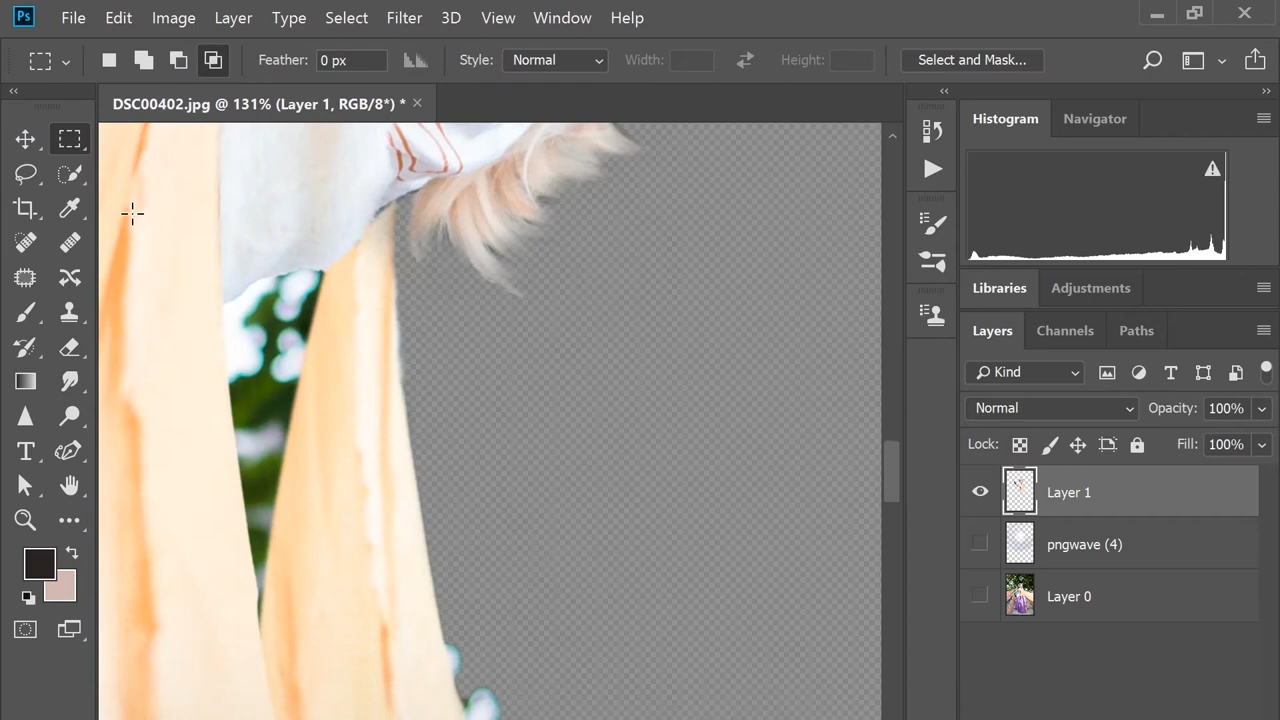 Ps File Edit Image Layer Type Select Filter 3D View Window Help
Feather: 0 px Style: Normal Width: Height: Select and Mask...
DSC00402.jpg @ 131% (Layer 1, RGB/8*) *
Histogram Navigator
Libraries Adjustments
Layers Channels Paths
Kind
Normal Opacity: 100%
Lock: Fill: 100%
Layer 1
pngwave (4)
Layer 0